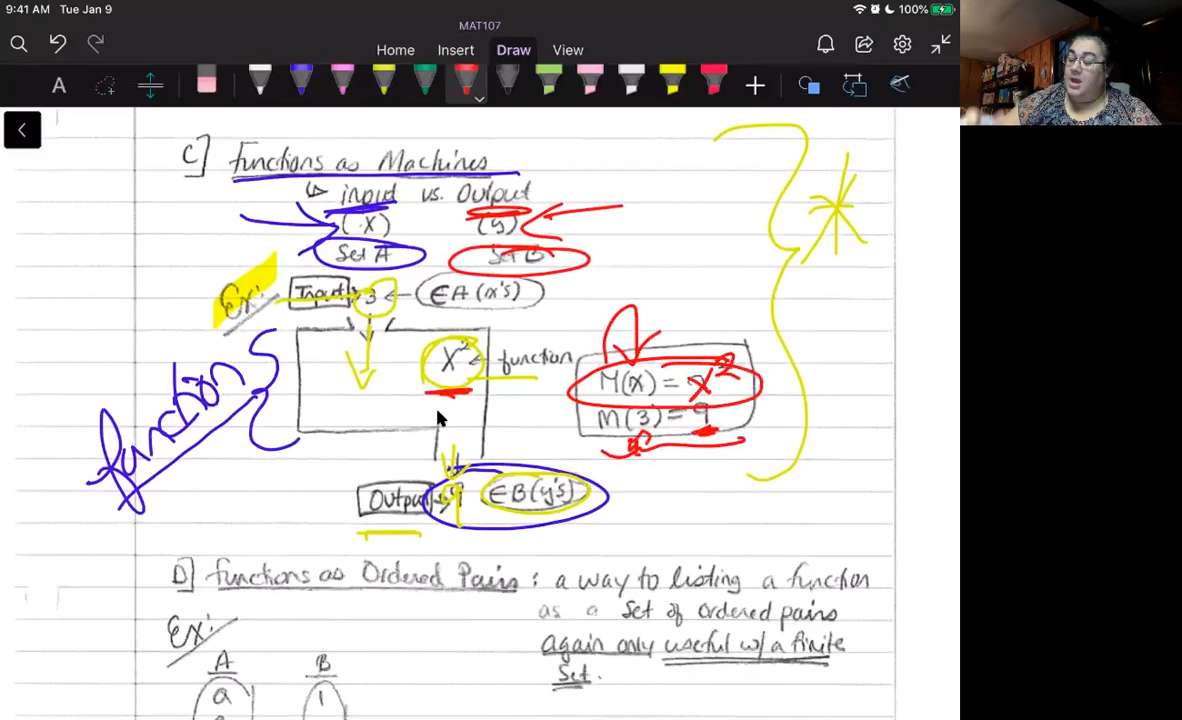 9:41 AM Tue Jan 9
100%
MAT107
Home Insert Draw View
C] Functions as Machines
↳ input vs. Output
(x) (y)
Set A Set B
Ex: Input: 3 ← ∈A (x's)
X² ← function
M(x) = x²
M(3) = 9
function
Output: 9 ∈B (y's)
D] functions as Ordered Pairs : a way to listing a function
as a set of ordered pairs
again only useful w/ a finite
Set.
Ex:
A B
a 1